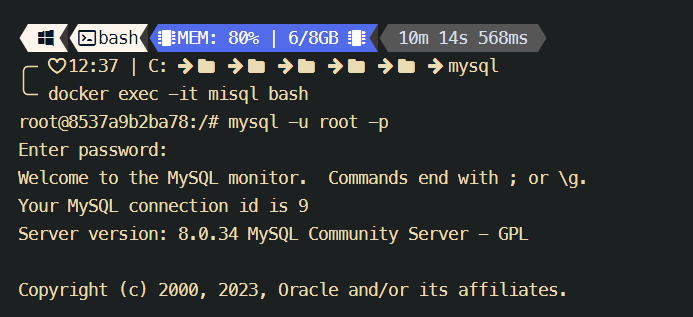 bash MEM: 80% | 6/8GB 10m 14s 568ms
12:37 | C: mysql
docker exec -it misql bash
root@8537a9b2ba78:/# mysql -u root -p
Enter password:
Welcome to the MySQL monitor.  Commands end with ; or \g.
Your MySQL connection id is 9
Server version: 8.0.34 MySQL Community Server - GPL
Copyright (c) 2000, 2023, Oracle and/or its affiliates.